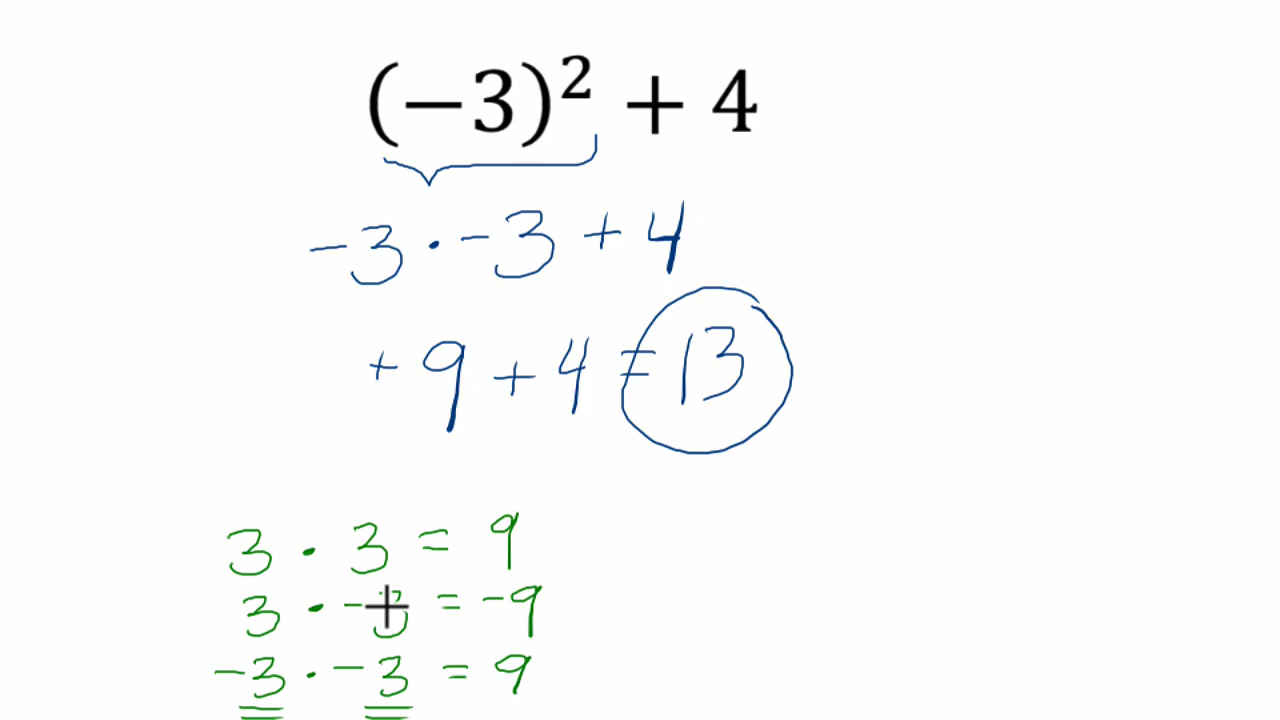 (−3)² + 4
-3 · -3 + 4
+ 9 + 4 = 13
3 · 3 = 9
3 · -3 = -9
-3 · -3 = 9